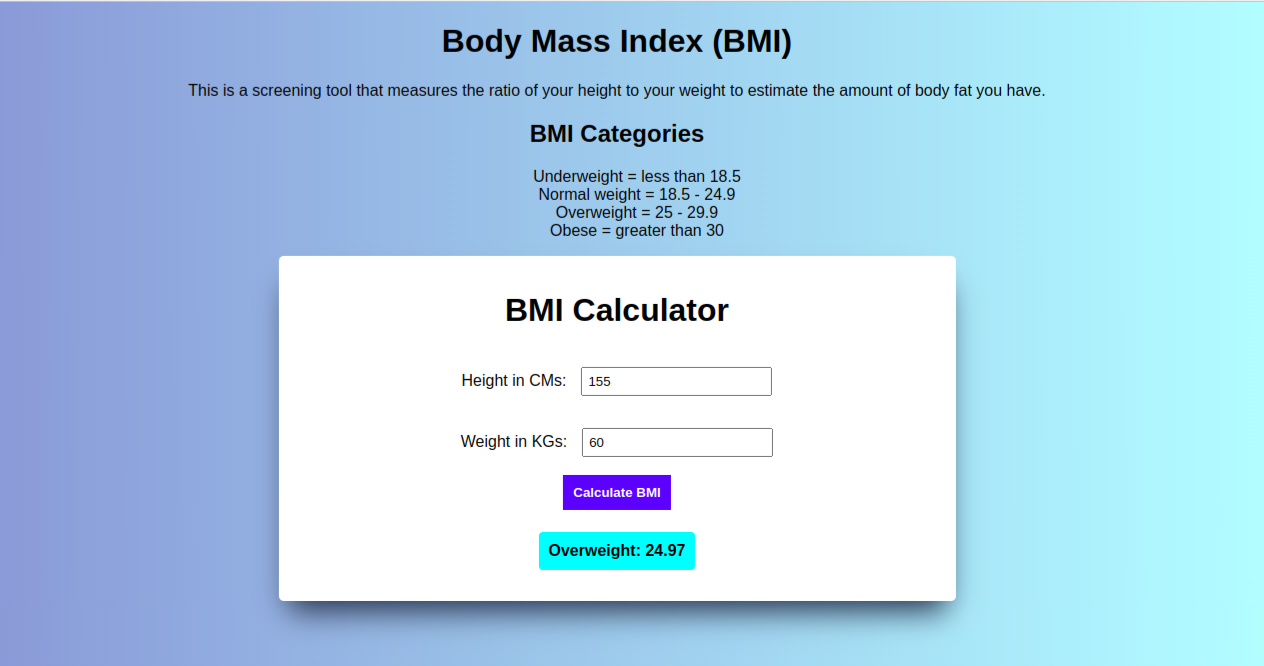 Body Mass Index (BMI)
This is a screening tool that measures the ratio of your height to your weight to estimate the amount of body fat you have.
BMI Categories
Underweight = less than 18.5
Normal weight = 18.5 - 24.9
Overweight = 25 - 29.9
Obese = greater than 30
BMI Calculator
Height in CMs: 155
Weight in KGs: 60
Calculate BMI
Overweight: 24.97